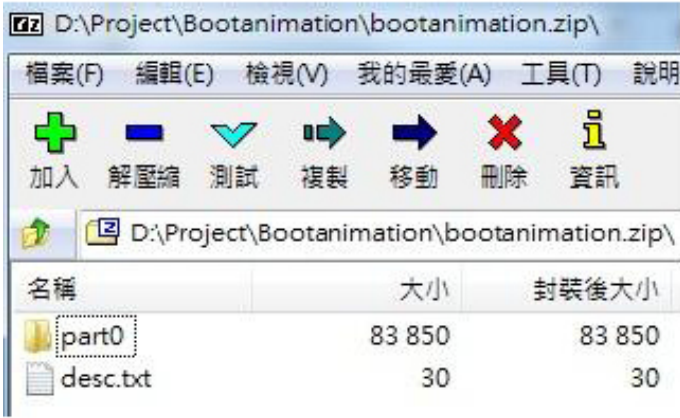 7z D:\Project\Bootanimation\bootanimation.zip\
檔案(F) 編輯(E) 檢視(V) 我的最愛(A) 工具(T) 說明
加入 解壓縮 測試 複製 移動 刪除 資訊
D:\Project\Bootanimation\bootanimation.zip\
名稱 大小 封裝後大小
part0 83 850 83 850
desc.txt 30 30